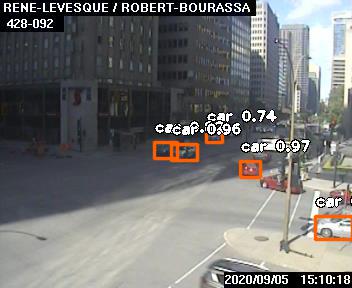 RENE-LEVESQUE / ROBERT-BOURASSA
428-092
car 0.74
car 0.96
car 0.97
car
2020/09/05 15:10:18